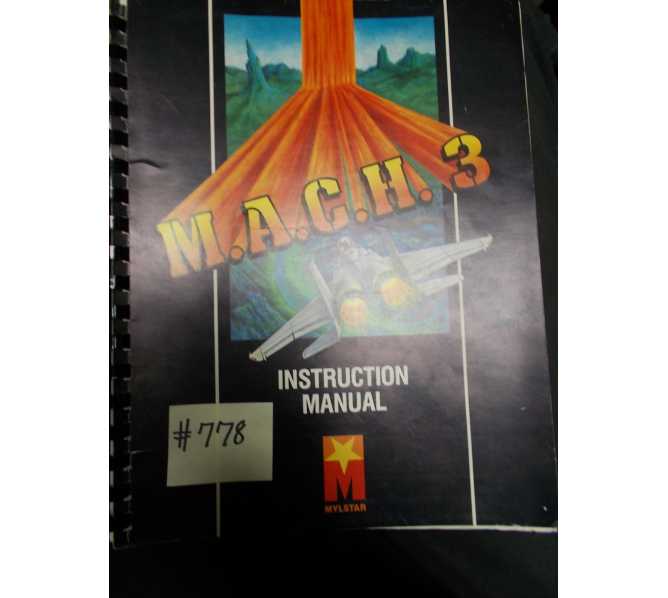 M.A.C.H. 3
INSTRUCTION
MANUAL
#778
M
MYLSTAR